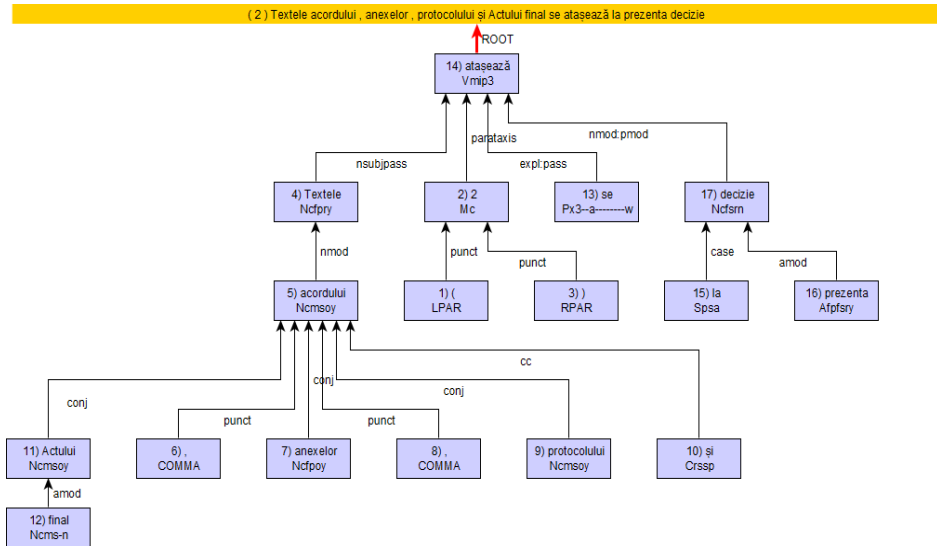 ( 2 ) Textele acordului , anexelor , protocolului și Actului final se atașează la prezenta decizie
ROOT
14) atașează
Vmip3
nsubjpass
parataxis
expl:pass
nmod:pmod
4) Textele
Ncfpry
2) 2
Mc
13) se
Px3--a--------w
17) decizie
Ncfsrn
nmod
punct
punct
case
amod
5) acordului
Ncmsoy
1) (
LPAR
3) )
RPAR
15) la
Spsa
16) prezenta
Afpfsry
conj
punct
conj
punct
conj
cc
11) Actului
Ncmsoy
6) ,
COMMA
7) anexelor
Ncfpoy
8) ,
COMMA
9) protocolului
Ncmsoy
10) și
Crssp
amod
12) final
Ncms-n